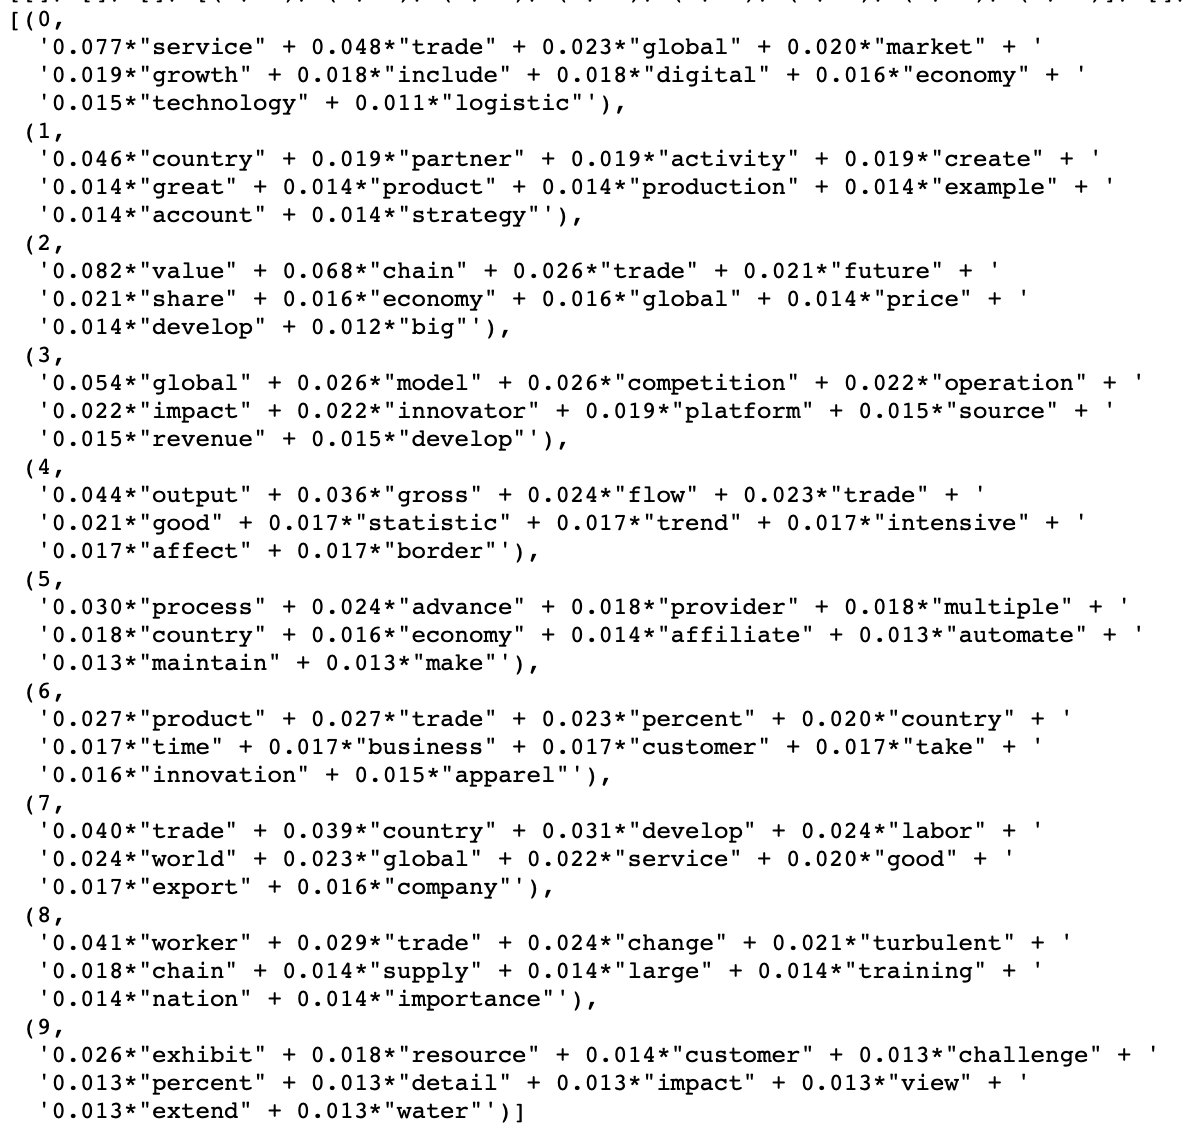 [(0,
'0.077*"service" + 0.048*"trade" + 0.023*"global" + 0.020*"market" + '
'0.019*"growth" + 0.018*"include" + 0.018*"digital" + 0.016*"economy" + '
'0.015*"technology" + 0.011*"logistic"'),
(1,
'0.046*"country" + 0.019*"partner" + 0.019*"activity" + 0.019*"create" + '
'0.014*"great" + 0.014*"product" + 0.014*"production" + 0.014*"example" + '
'0.014*"account" + 0.014*"strategy"'),
(2,
'0.082*"value" + 0.068*"chain" + 0.026*"trade" + 0.021*"future" + '
'0.021*"share" + 0.016*"economy" + 0.016*"global" + 0.014*"price" + '
'0.014*"develop" + 0.012*"big"'),
(3,
'0.054*"global" + 0.026*"model" + 0.026*"competition" + 0.022*"operation" + '
'0.022*"impact" + 0.022*"innovator" + 0.019*"platform" + 0.015*"source" + '
'0.015*"revenue" + 0.015*"develop"'),
(4,
'0.044*"output" + 0.036*"gross" + 0.024*"flow" + 0.023*"trade" + '
'0.021*"good" + 0.017*"statistic" + 0.017*"trend" + 0.017*"intensive" + '
'0.017*"affect" + 0.017*"border"'),
(5,
'0.030*"process" + 0.024*"advance" + 0.018*"provider" + 0.018*"multiple" + '
'0.018*"country" + 0.016*"economy" + 0.014*"affiliate" + 0.013*"automate" + '
'0.013*"maintain" + 0.013*"make"'),
(6,
'0.027*"product" + 0.027*"trade" + 0.023*"percent" + 0.020*"country" + '
'0.017*"time" + 0.017*"business" + 0.017*"customer" + 0.017*"take" + '
'0.016*"innovation" + 0.015*"apparel"'),
(7,
'0.040*"trade" + 0.039*"country" + 0.031*"develop" + 0.024*"labor" + '
'0.024*"world" + 0.023*"global" + 0.022*"service" + 0.020*"good" + '
'0.017*"export" + 0.016*"company"'),
(8,
'0.041*"worker" + 0.029*"trade" + 0.024*"change" + 0.021*"turbulent" + '
'0.018*"chain" + 0.014*"supply" + 0.014*"large" + 0.014*"training" + '
'0.014*"nation" + 0.014*"importance"'),
(9,
'0.026*"exhibit" + 0.018*"resource" + 0.014*"customer" + 0.013*"challenge" + '
'0.013*"percent" + 0.013*"detail" + 0.013*"impact" + 0.013*"view" + '
'0.013*"extend" + 0.013*"water"')]